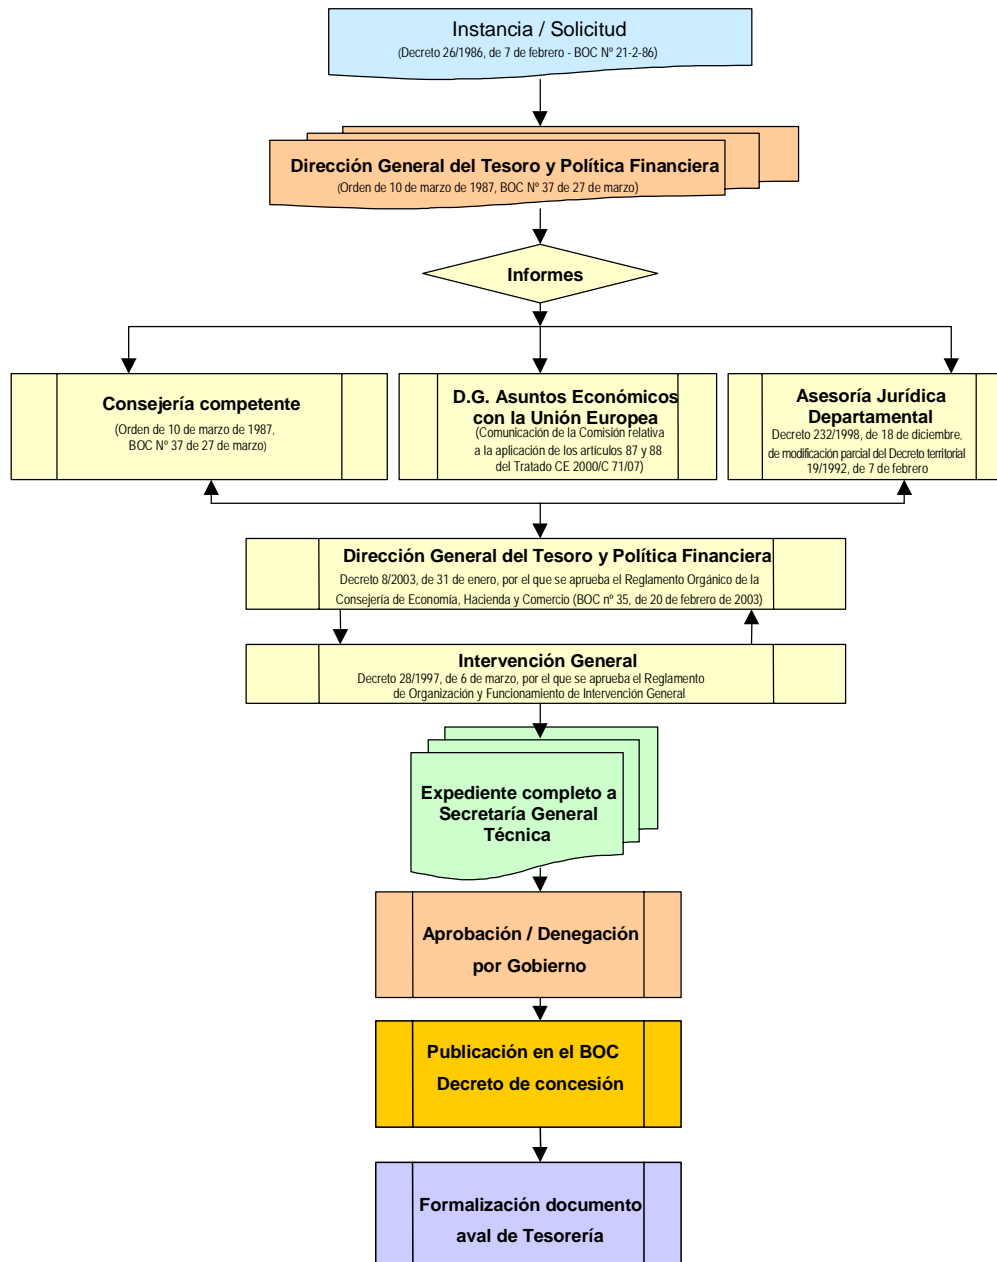 Instancia / Solicitud
(Decreto 26/1986, de 7 de febrero - BOC Nº 21-2-86)
Dirección General del Tesoro y Política Financiera
(Orden de 10 de marzo de 1987, BOC Nº 37 de 27 de marzo)
Informes
Consejería competente
(Orden de 10 de marzo de 1987,
BOC Nº 37 de 27 de marzo)
D.G. Asuntos Económicos
con la Unión Europea
(Comunicación de la Comisión relativa
a la aplicación de los artículos 87 y 88
del Tratado CE 2000/C 71/07)
Asesoría Jurídica
Departamental
Decreto 232/1998, de 18 de diciembre,
de modificación parcial del Decreto territorial
19/1992, de 7 de febrero
Dirección General del Tesoro y Política Financiera
Decreto 8/2003, de 31 de enero, por el que se aprueba el Reglamento Orgánico de la
Consejería de Economía, Hacienda y Comercio (BOC nº 35, de 20 de febrero de 2003)
Intervención General
Decreto 28/1997, de 6 de marzo, por el que se aprueba el Reglamento
de Organización y Funcionamiento de Intervención General
Expediente completo a
Secretaría General
Técnica
Aprobación / Denegación
por Gobierno
Publicación en el BOC
Decreto de concesión
Formalización documento
aval de Tesorería